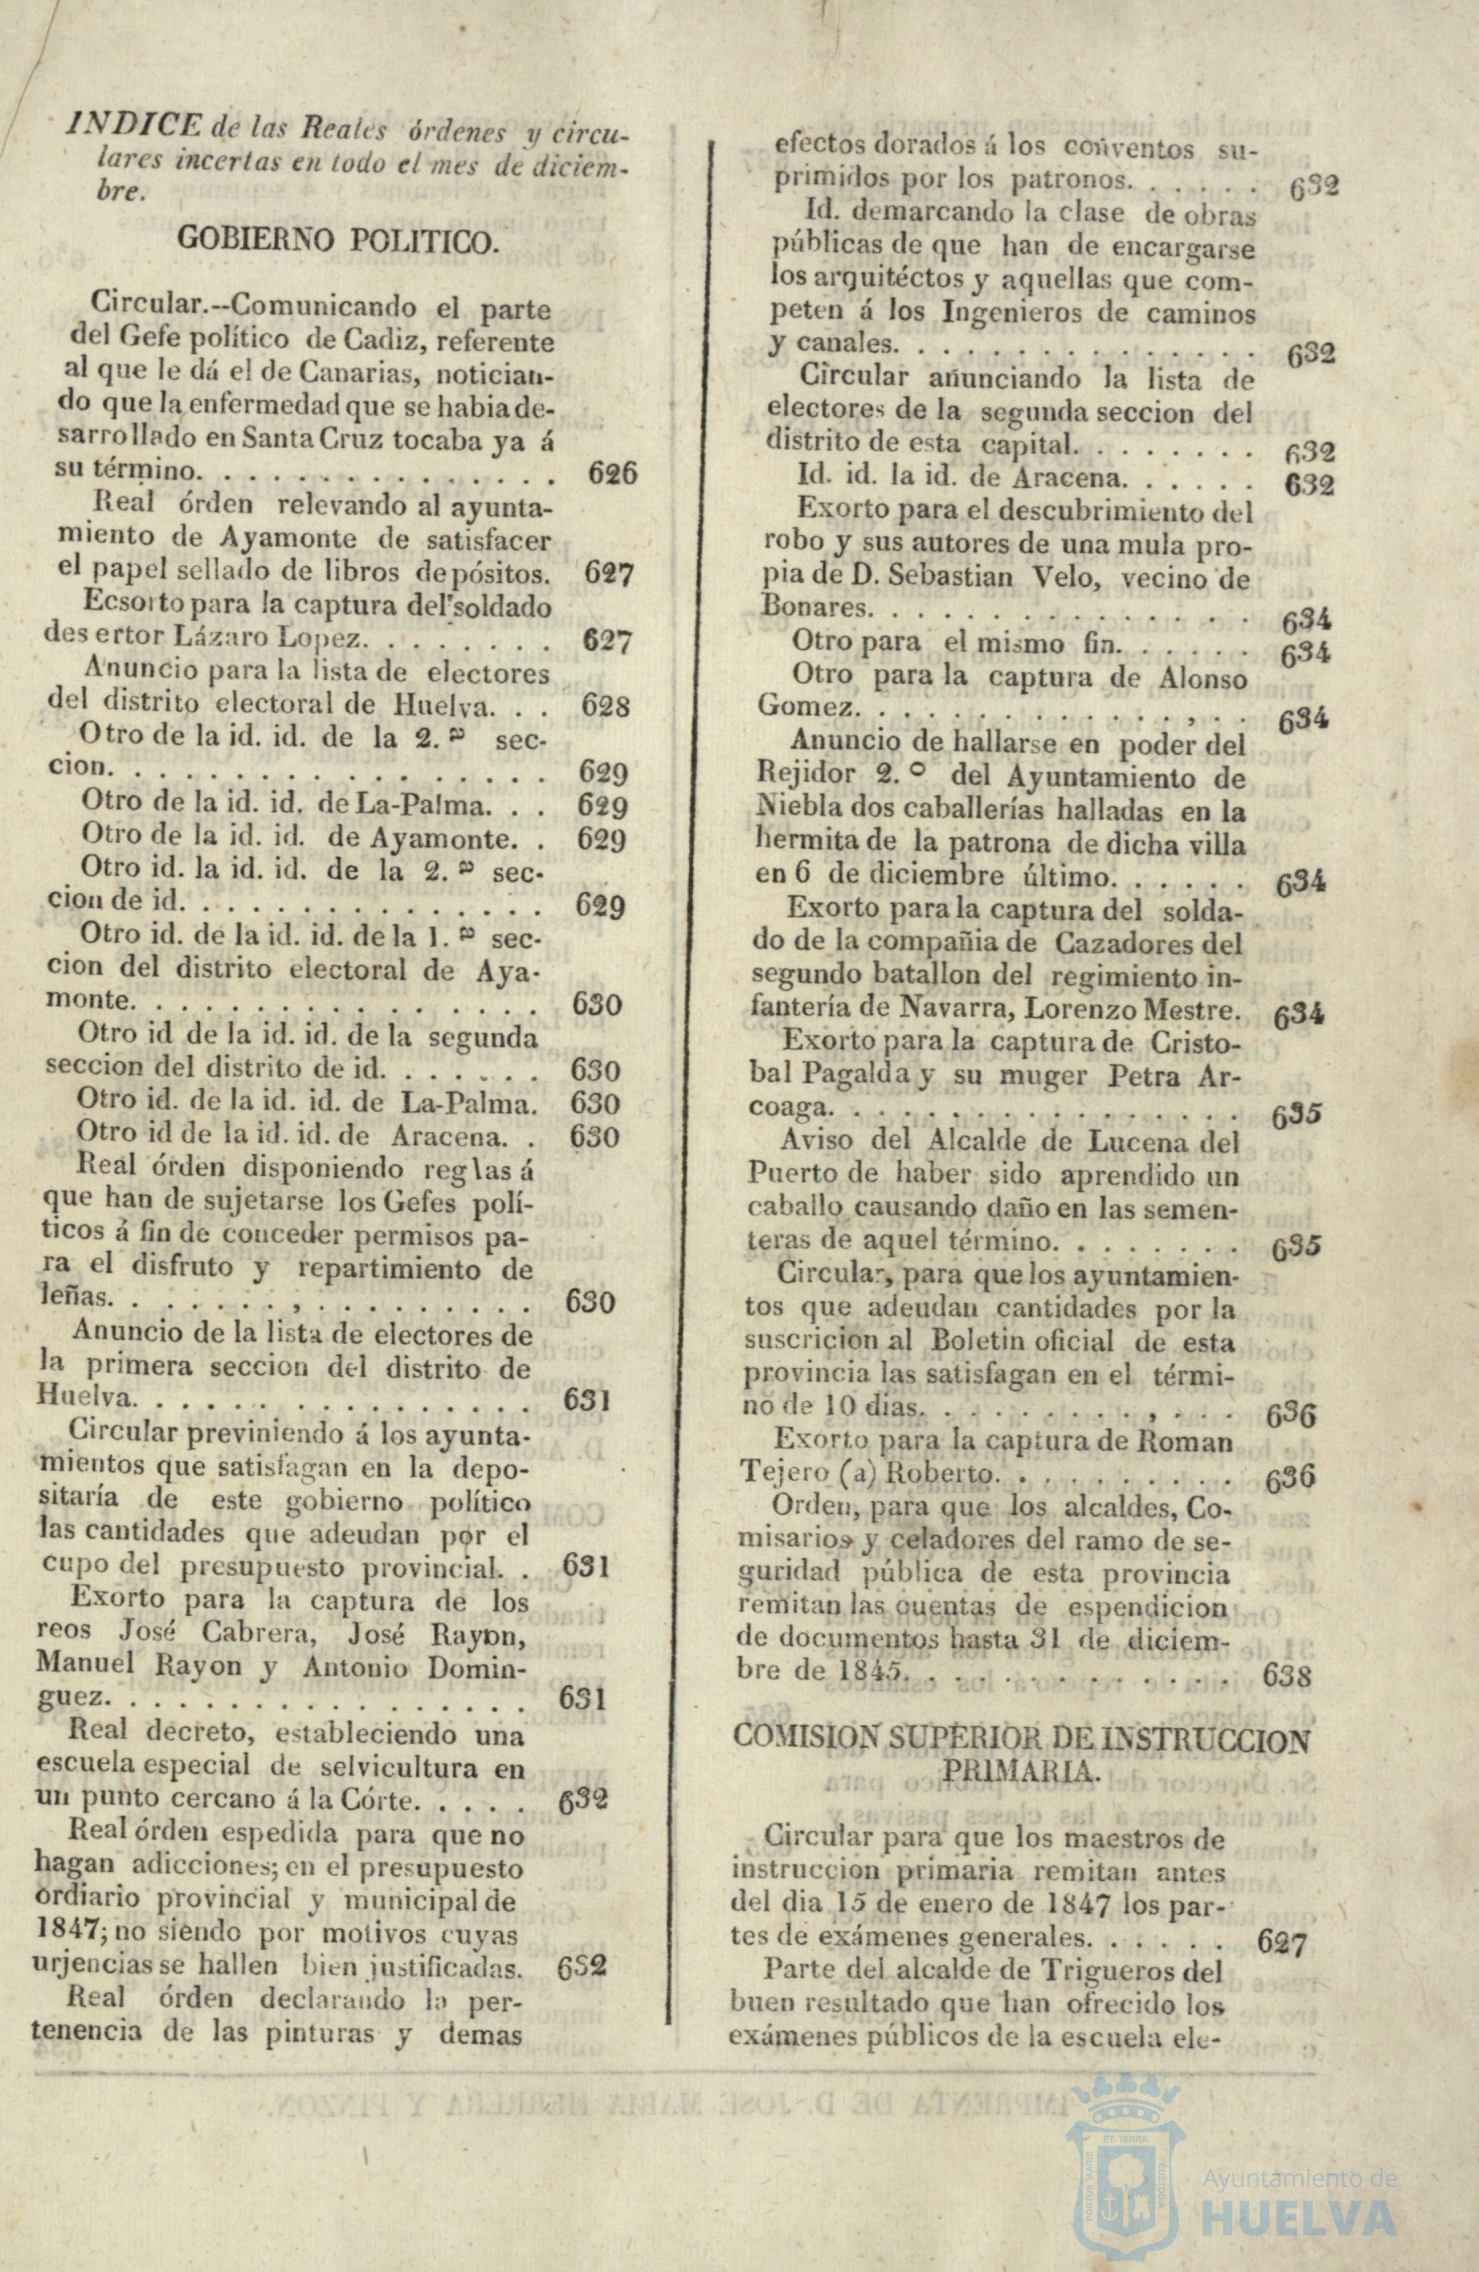 INDICE de las Reales órdenes y circu-
lares incertas en todo el mes de diciem-
bre.
GOBIERNO POLITICO.
Circular.--Comunicando el parte
del Gefe político de Cadiz, referente
al que le dá el de Canarias, notician-
do que la enfermedad que se habia de-
sarrollado en Santa Cruz tocaba ya á
su término. . . . . . . . . . . . . . . 626
Real órden relevando al ayunta-
miento de Ayamonte de satisfacer
el papel sellado de libros depósitos. 627
Ecsorto para la captura del soldado
des ertor Lázaro Lopez. . . . . . . . 627
Anuncio para la lista de electores
del distrito electoral de Huelva. . . 628
Otro de la id. id. de la 2.ª sec-
cion. . . . . . . . . . . . . . . . . . 629
Otro de la id. id. de La-Palma. . . 629
Otro de la id. id. de Ayamonte. . 629
Otro id. la id. id. de la 2.ª sec-
cion de id. . . . . . . . . . . . . . . 629
Otro id. de la id. id. de la 1.ª sec-
cion del distrito electoral de Aya-
monte. . . . . . . . . . . . . . . . . 630
Otro id de la id. id. de la segunda
seccion del distrito de id. . . . . . . 630
Otro id. de la id. id. de La-Palma. 630
Otro id de la id. id. de Aracena. . 630
Real órden disponiendo reglas á
que han de sujetarse los Gefes polí-
ticos á fin de conceder permisos pa-
ra el disfruto y repartimiento de
leñas. . . . . . . . , . . . . . . . . . 630
Anuncio de la lista de electores de
la primera seccion del distrito de
Huelva. . . . . . . . . . . . . . . . 631
Circular previniendo á los ayunta-
mientos que satisfagan en la depo-
sitaría de este gobierno político
las cantidades que adeudan por el
cupo del presupuesto provincial. . 631
Exorto para la captura de los
reos José Cabrera, José Rayon,
Manuel Rayon y Antonio Domin-
guez. . . . . . . . . . . . . . . . . . 631
Real decreto, estableciendo una
escuela especial de selvicultura en
un punto cercano á la Córte. . . . . 632
Real órden espedida para que no
hagan adicciones; en el presupuesto
ordiario provincial y municipal de
1847; no siendo por motivos cuyas
urjencias se hallen bien justificadas. 632
Real órden declarando la per-
tenencia de las pinturas y demas
efectos dorados á los conventos su-
primidos por los patronos. . . . . . 632
Id. demarcando la clase de obras
públicas de que han de encargarse
los arquitéctos y aquellas que com-
peten á los Ingenieros de caminos
y canales. . . . . . . . . . . . . . . 632
Circular anunciando la lista de
electores de la segunda seccion del
distrito de esta capital. . . . . . . . 632
Id. id. la id. de Aracena. . . . . . 632
Exorto para el descubrimiento del
robo y sus autores de una mula pro-
pia de D. Sebastian Velo, vecino de
Bonares. . . . . . . . . . . . . . . . 634
Otro para el mismo fin. . . . . . 634
Otro para la captura de Alonso
Gomez. . . . . . . . . . . . . , . . 634
Anuncio de hallarse en poder del
Rejidor 2.º del Ayuntamiento de
Niebla dos caballerías halladas en la
hermita de la patrona de dicha villa
en 6 de diciembre último. . . . . . 634
Exorto para la captura del solda-
do de la compañia de Cazadores del
segundo batallon del regimiento in-
fantería de Navarra, Lorenzo Mestre. 634
Exorto para la captura de Cristo-
bal Pagalda y su muger Petra Ar-
coaga. . . . . . . . . . . . . . . . . 635
Aviso del Alcalde de Lucena del
Puerto de haber sido aprendido un
caballo causando daño en las semen-
teras de aquel término. . . . . . . . 635
Circular, para que los ayuntamien-
tos que adeudan cantidades por la
suscricion al Boletin oficial de esta
provincia las satisfagan en el térmi-
no de 10 dias. . . . . . . . . . , . . . 636
Exorto para la captura de Roman
Tejero (a) Roberto. . . . . . . . . . 636
Orden, para que los alcaldes, Co-
misarios y celadores del ramo de se-
guridad pública de esta provincia
remitan las cuentas de espendicion
de documentos hasta 31 de diciem-
bre de 1845. . . . . . . . . . . . . . 638
COMISION SUPERIOR DE INSTRUCCION
PRIMARIA.
Circular para que los maestros de
instruccion primaria remitan antes
del dia 15 de enero de 1847 los par-
tes de exámenes generales. . . . . . 627
Parte del alcalde de Trigueros del
buen resultado que han ofrecido los
exámenes públicos de la escuela ele-
ET TERRA
PORTUS MARIS
CUSTODIA
Ayuntamiento de
HUELVA